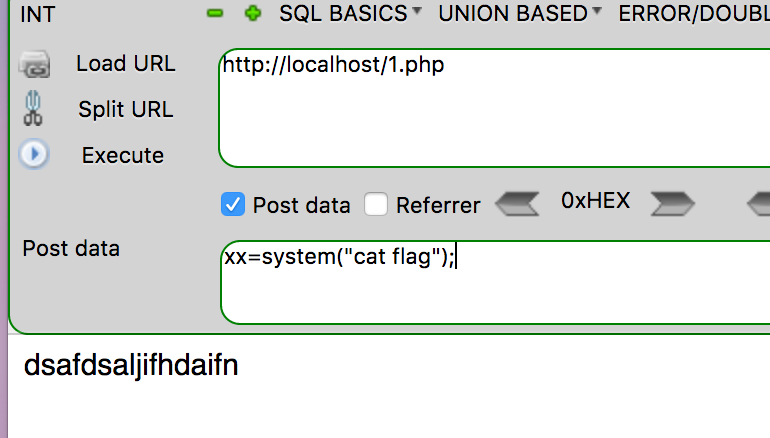 INT SQL BASICS UNION BASED ERROR/DOUBL
Load URL http://localhost/1.php
Split URL
Execute
Post data Referrer 0xHEX
Post data xx=system("cat flag");
dsafdsaljifhdaifn